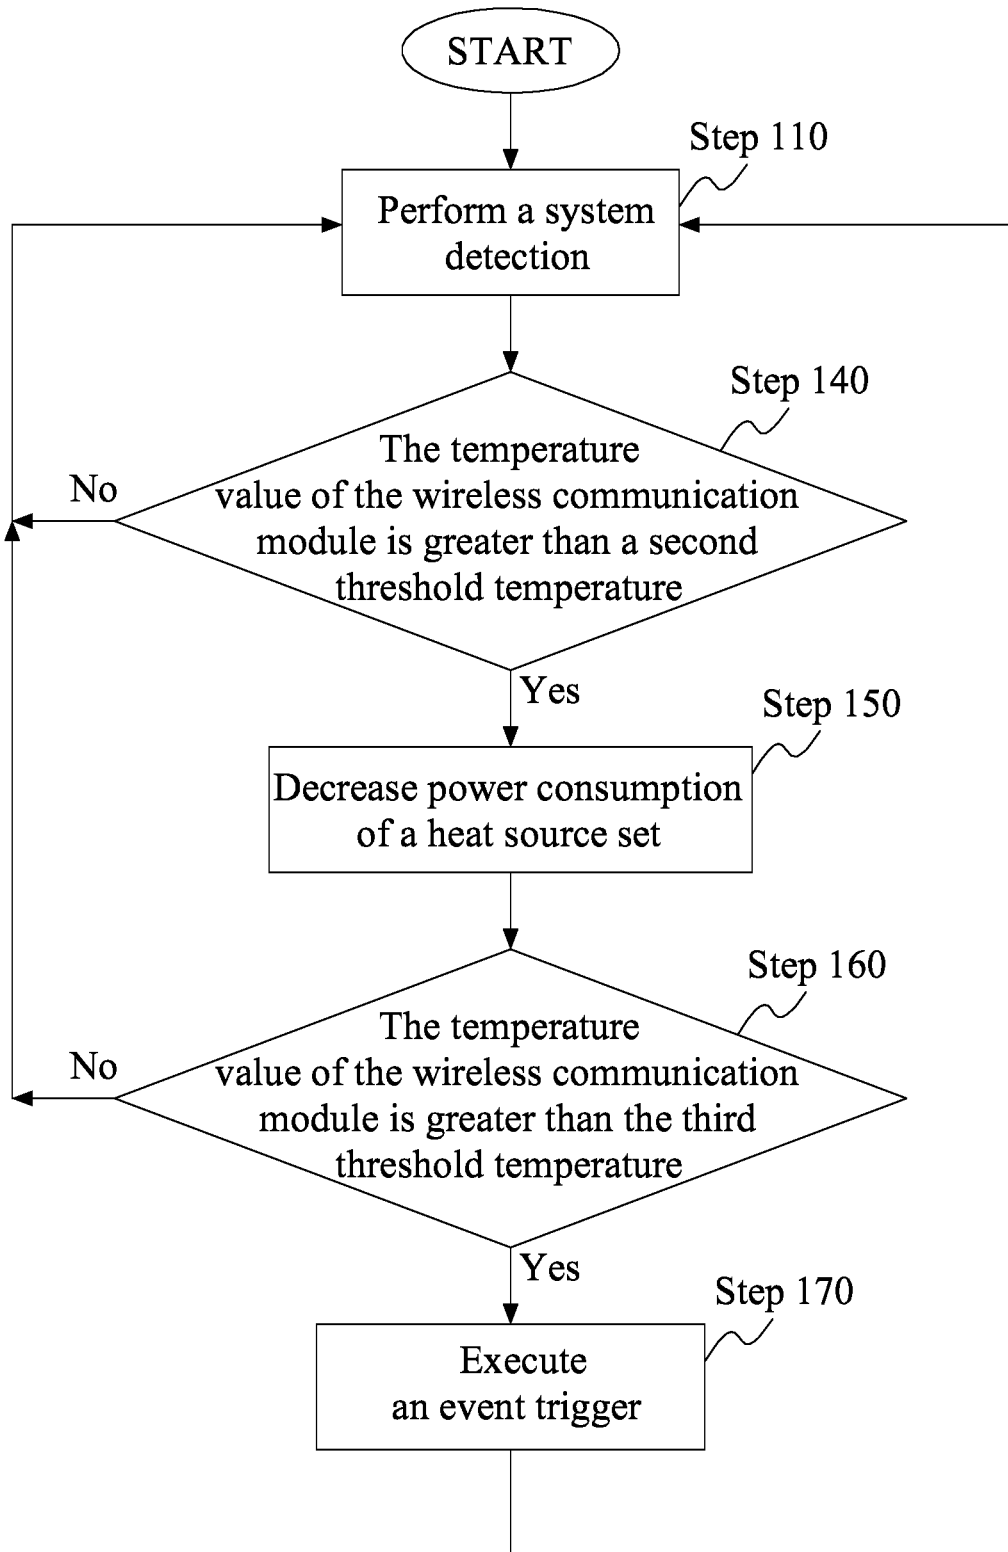 START
Step 110
Perform a system
detection
Step 140
The temperature
value of the wireless communication
module is greater than a second
threshold temperature
No
Yes
Step 150
Decrease power consumption
of a heat source set
Step 160
The temperature
value of the wireless communication
module is greater than the third
threshold temperature
No
Yes
Step 170
Execute
an event trigger